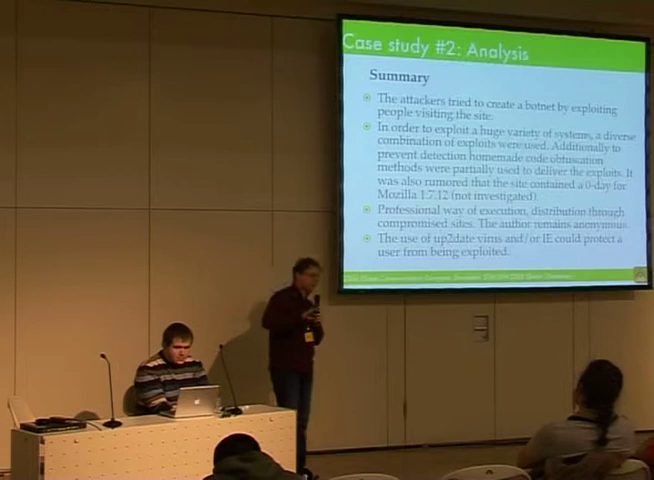 Case study #2: Analysis
Summary
The attackers tried to create a botnet by exploiting
people visiting the site.
In order to exploit a huge variety of systems, a diverse
combination of exploits were used. Additionally to
prevent detection homemade code obfuscation
methods were partially used to deliver the exploits. It
was also rumored that the site contained a 0-day for
Mozilla 1.7.12 (not investigated)
Professional way of execution, distribution through
compromised sites. The author remains anonymous.
The use of up2date virus and/or IE could protect a
user from being exploited.